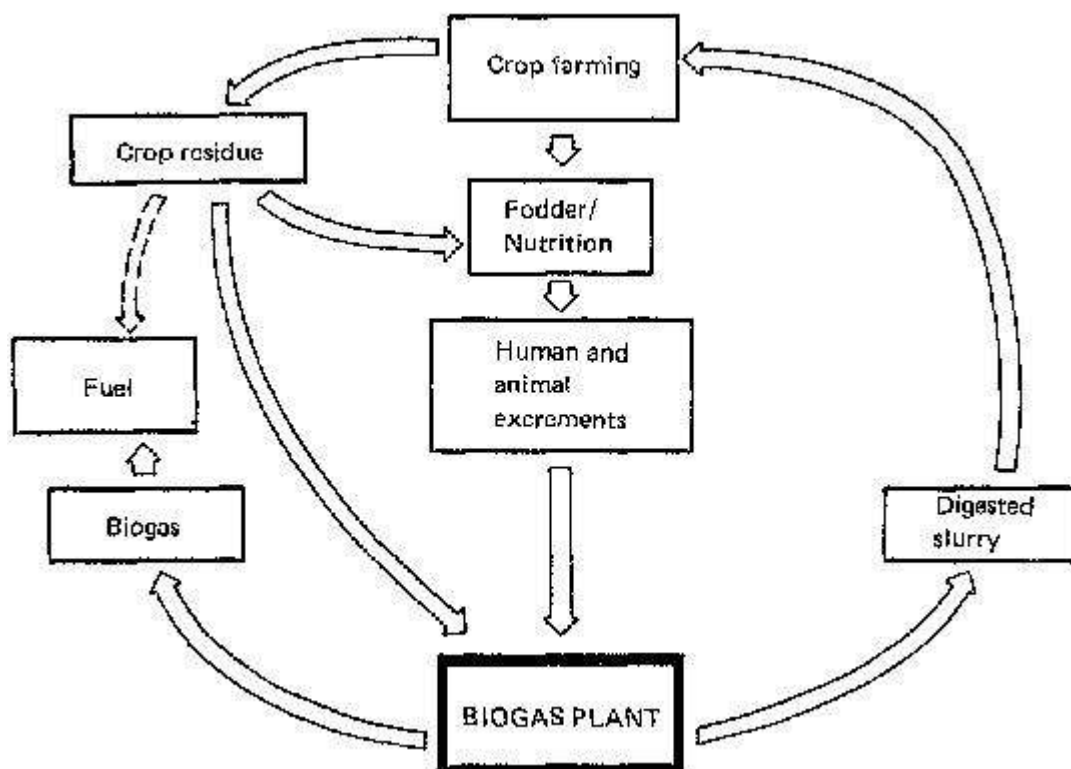 Crop farming
Crop residue
Fodder/
Nutrition
Human and
animal
excrements
Fuel
Biogas
Digested
slurry
BIOGAS PLANT